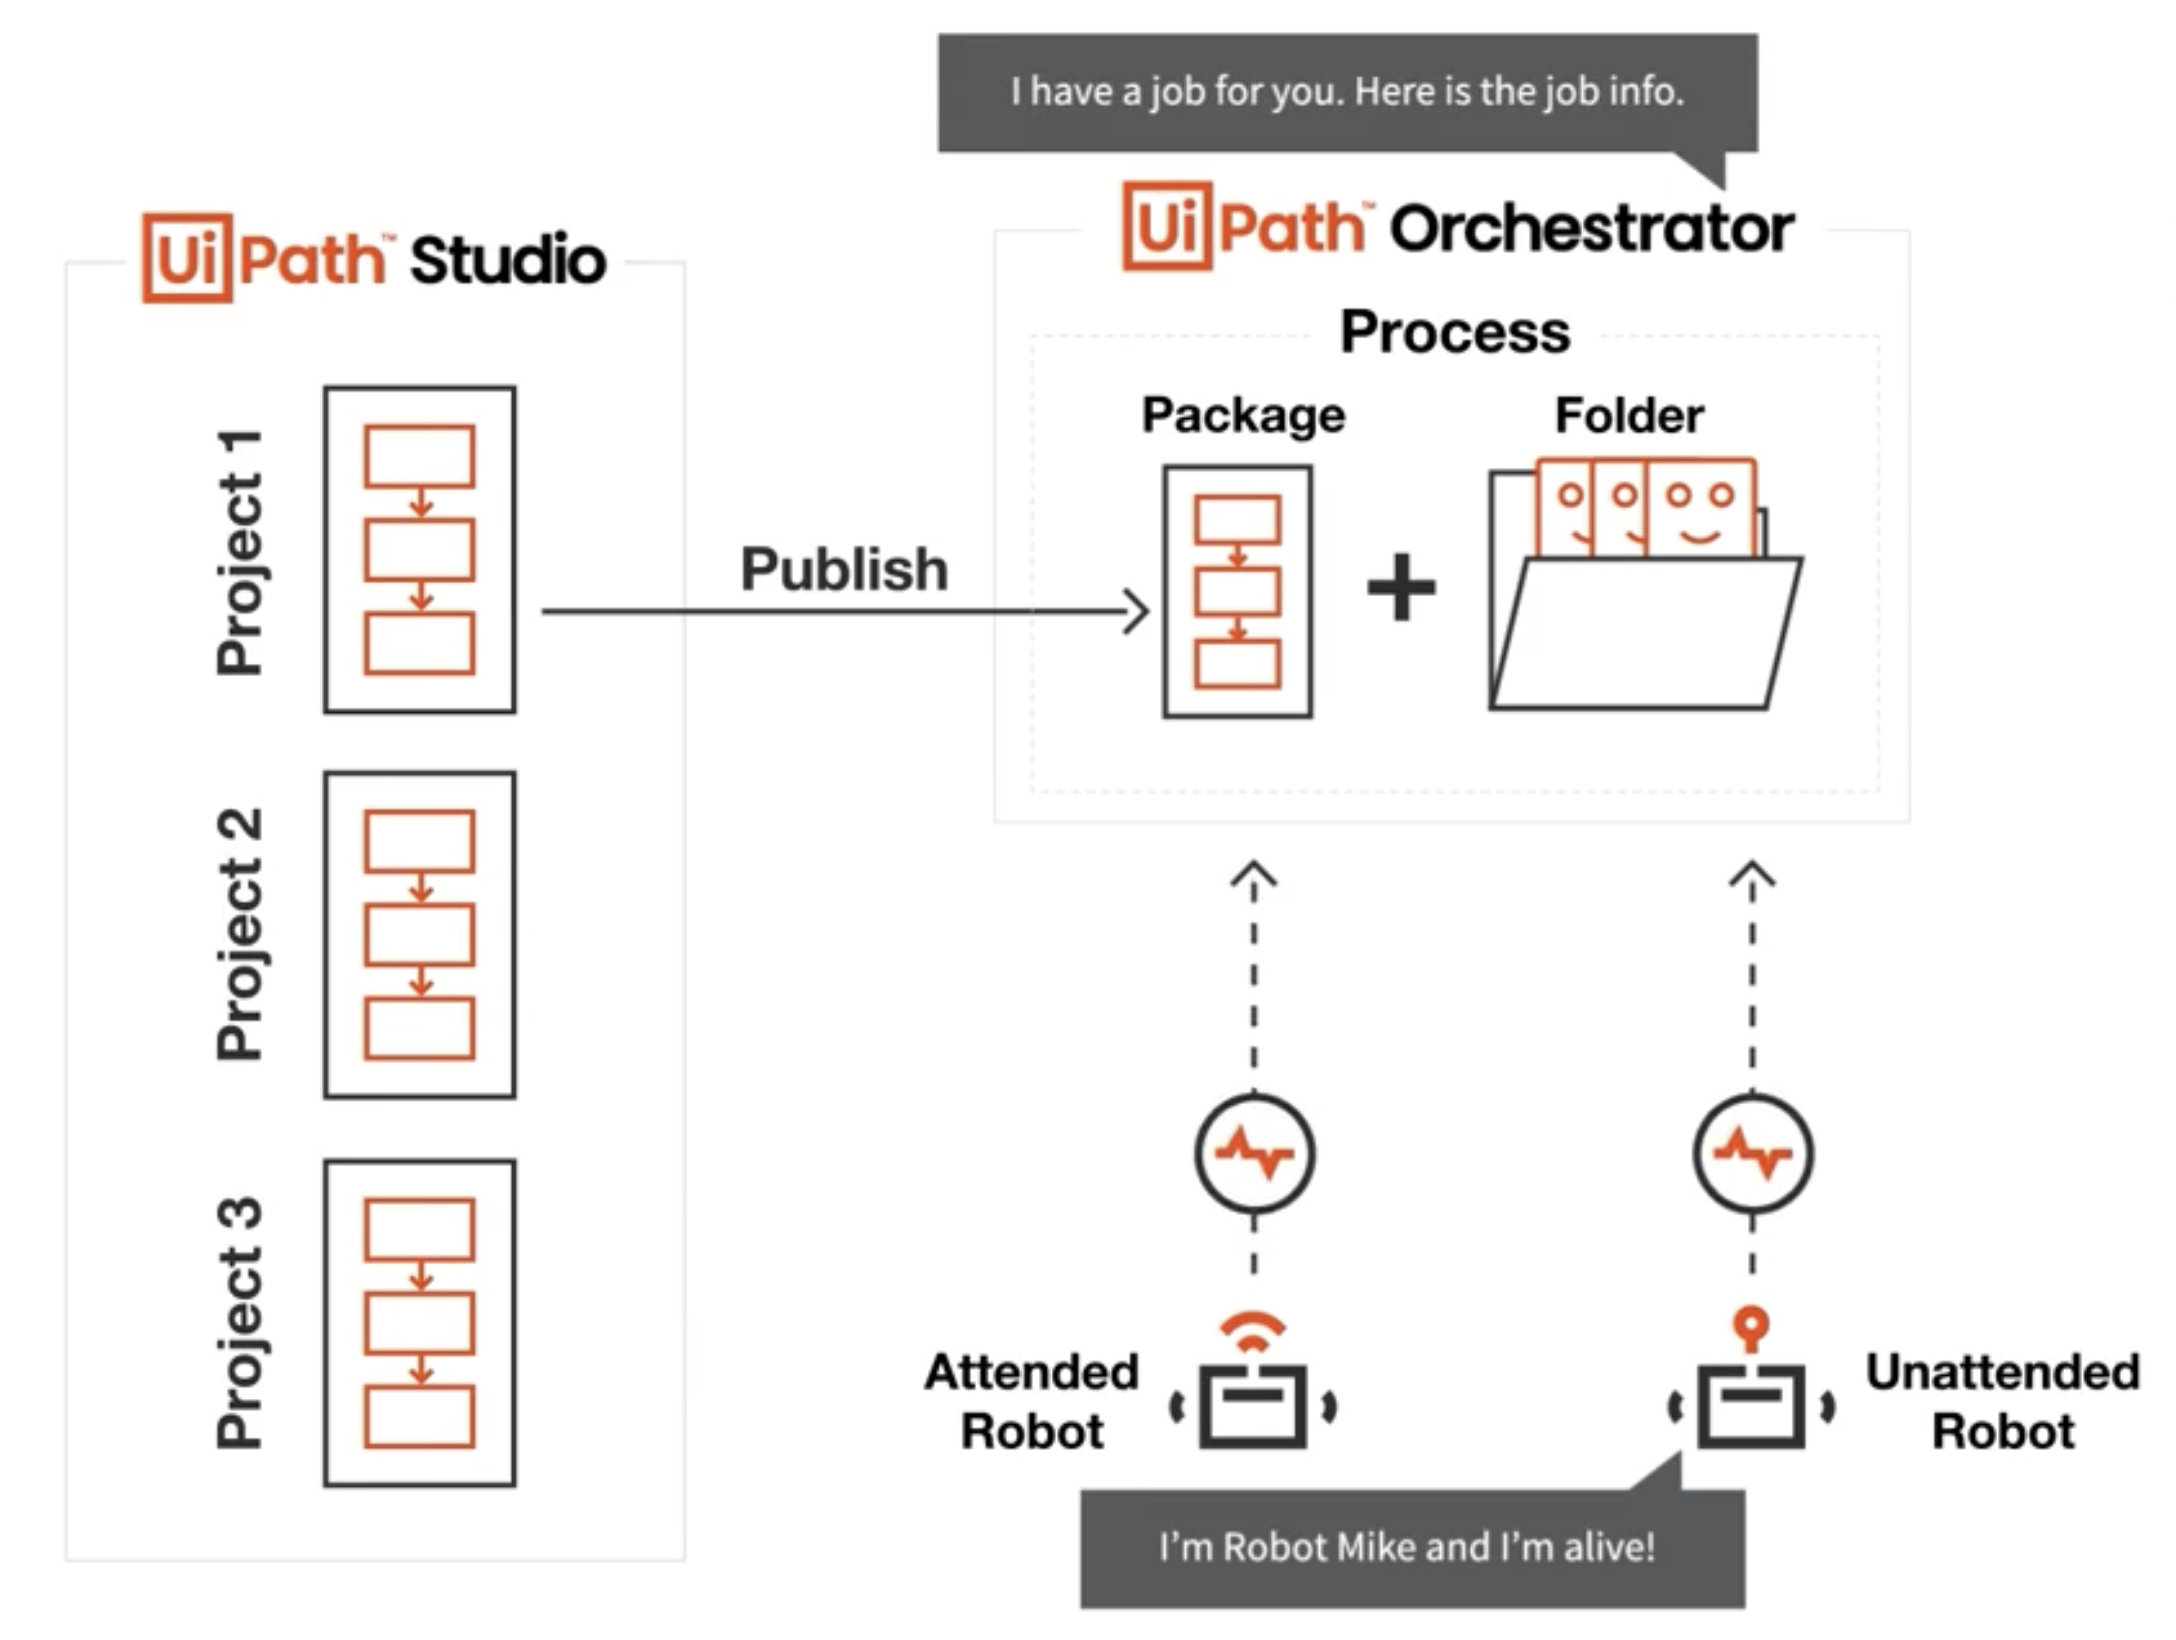 I have a job for you. Here is the job info.
UiPath™ Studio
UiPath™ Orchestrator
Process
Package
Folder
Project 1
Publish
Project 2
Project 3
Attended
Robot
Unattended
Robot
I'm Robot Mike and I'm alive!